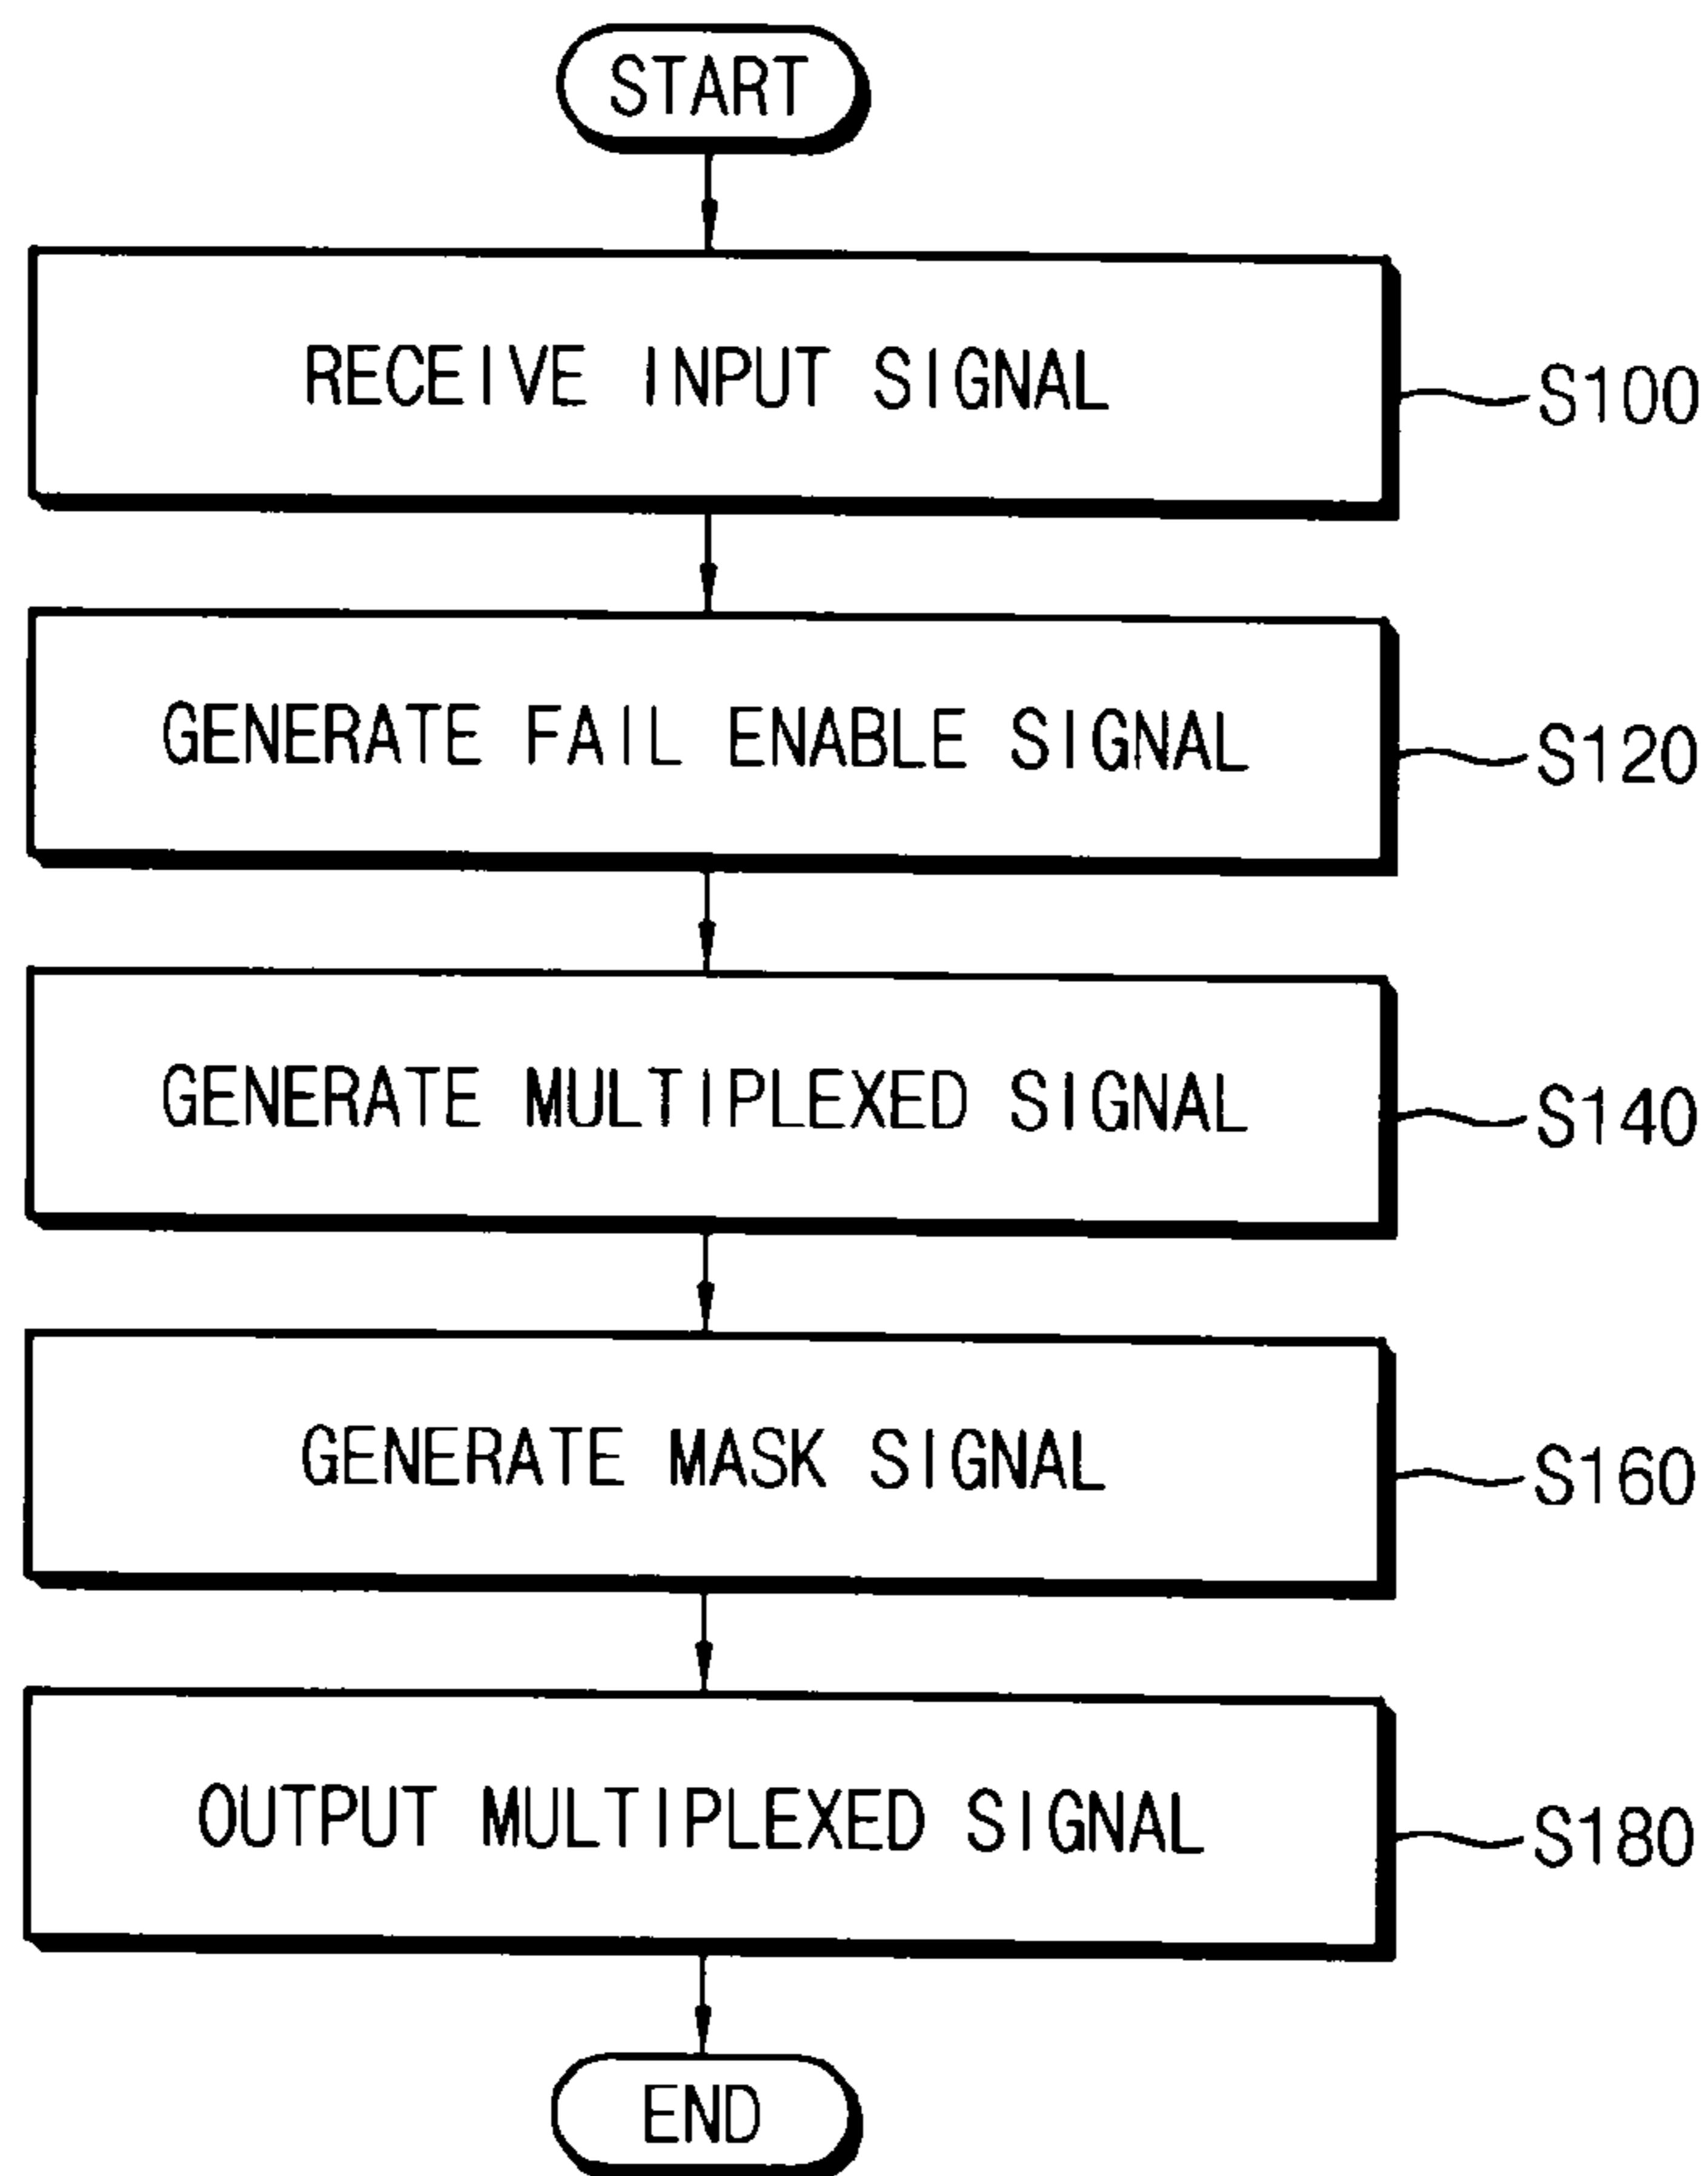 START
RECEIVE INPUT SIGNAL
S100
GENERATE FAIL ENABLE SIGNAL
S120
GENERATE MULTIPLEXED SIGNAL
S140
GENERATE MASK SIGNAL
S160
OUTPUT MULTIPLEXED SIGNAL
S180
END